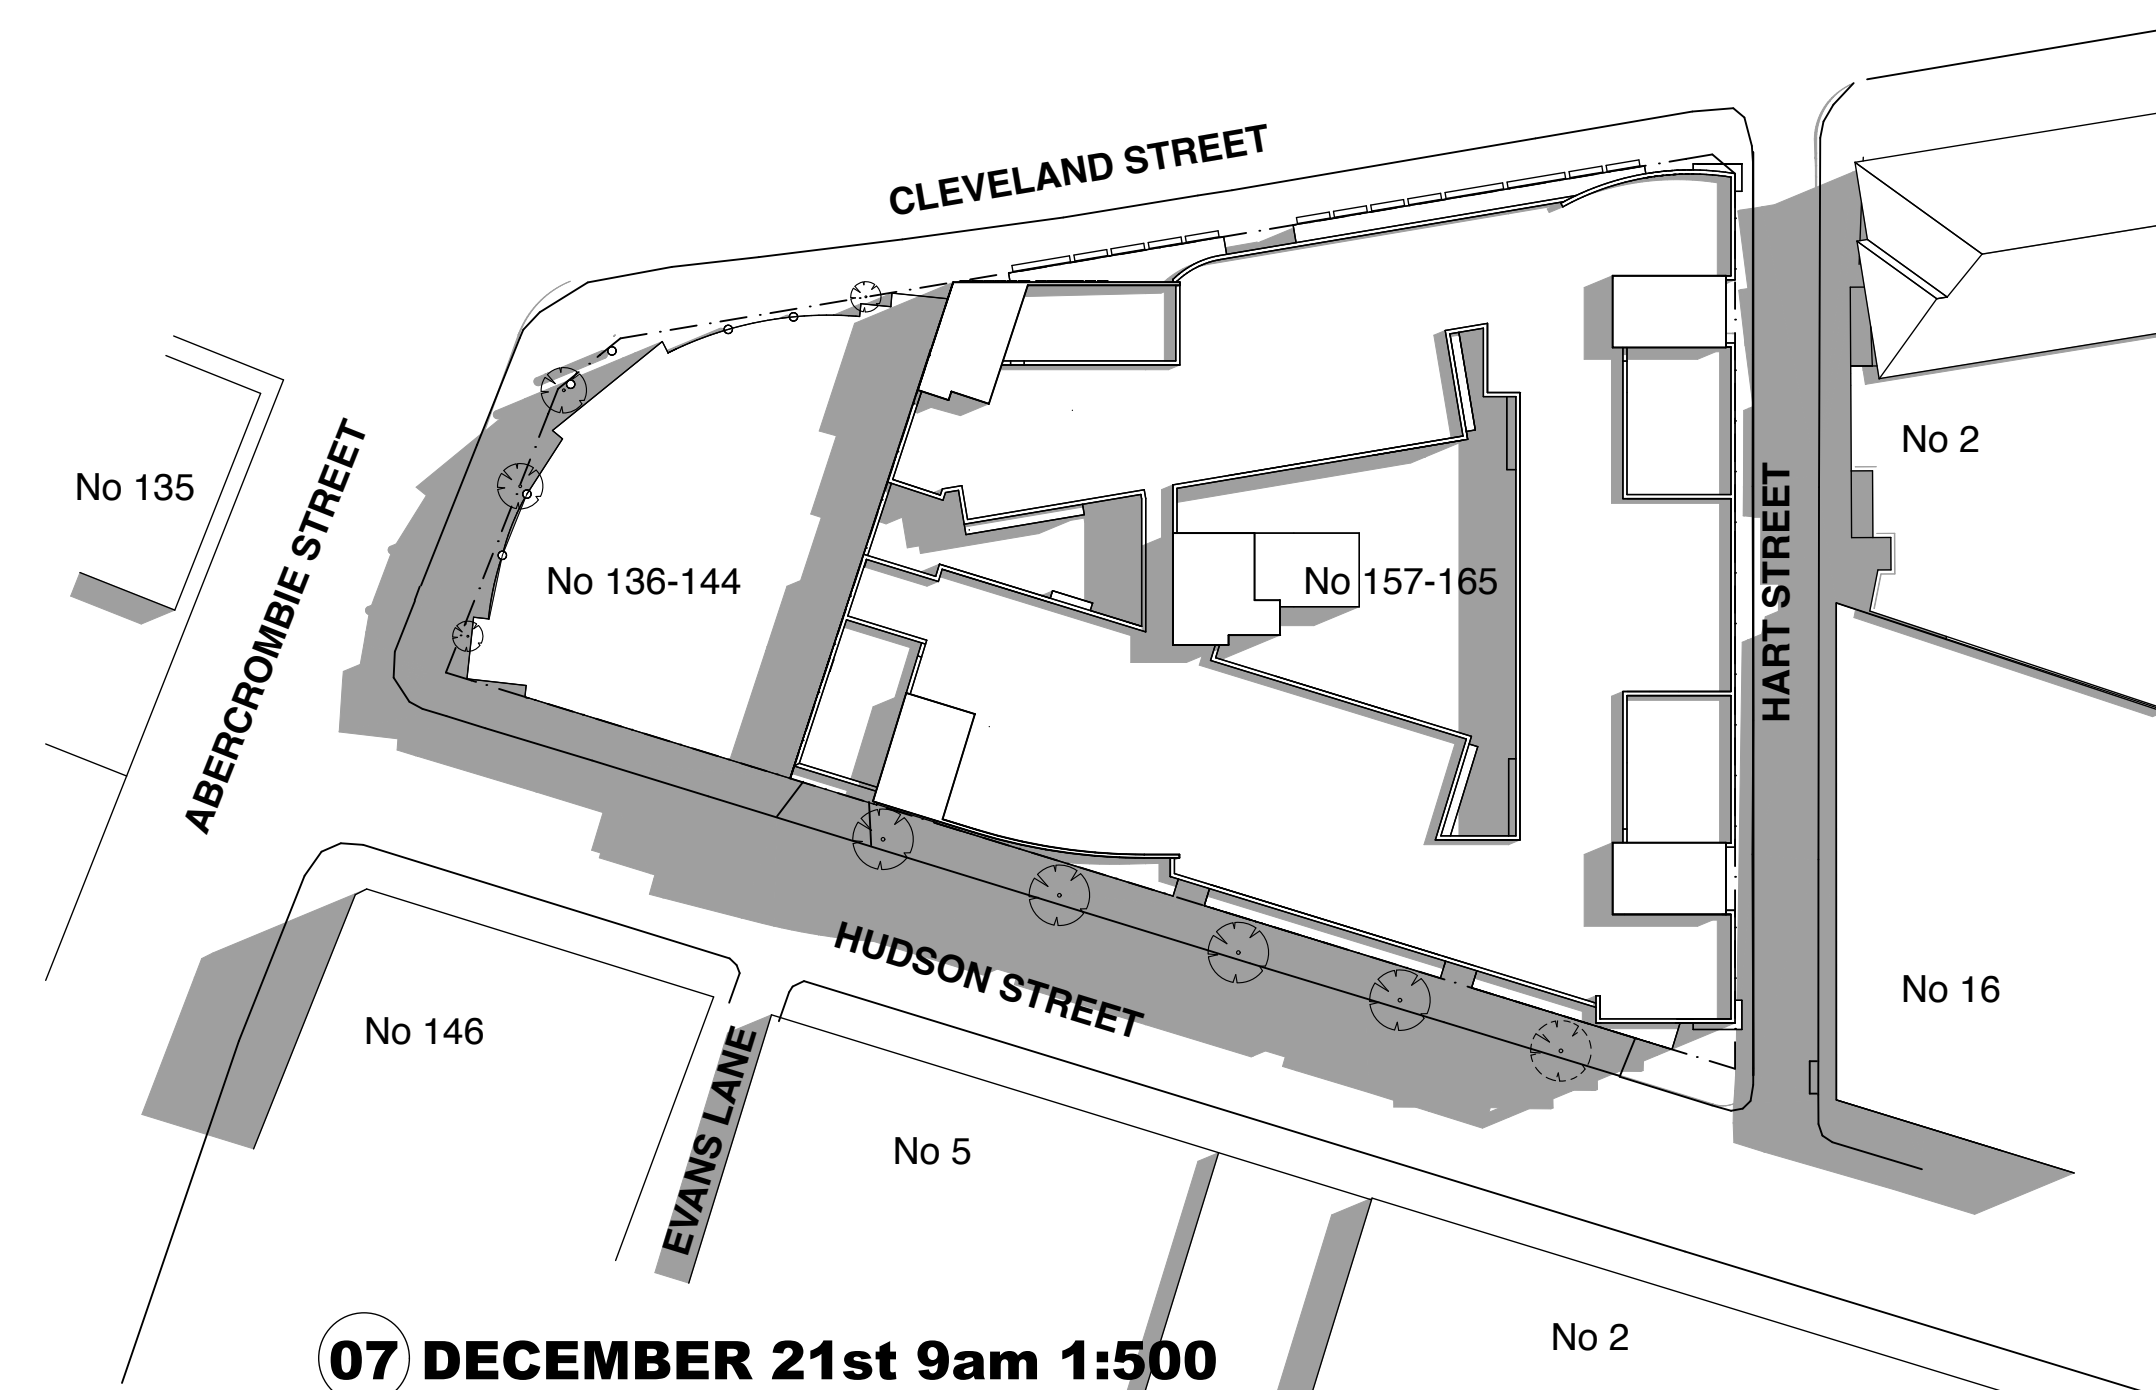 CLEVELAND STREET
No 2
No 135
ABERCROMBIE STREET
No 136-144
No 157-165
HART STREET
HUDSON STREET
No 16
No 146
EVANS LANE
No 5
No 2
07 DECEMBER 21st 9am 1:500